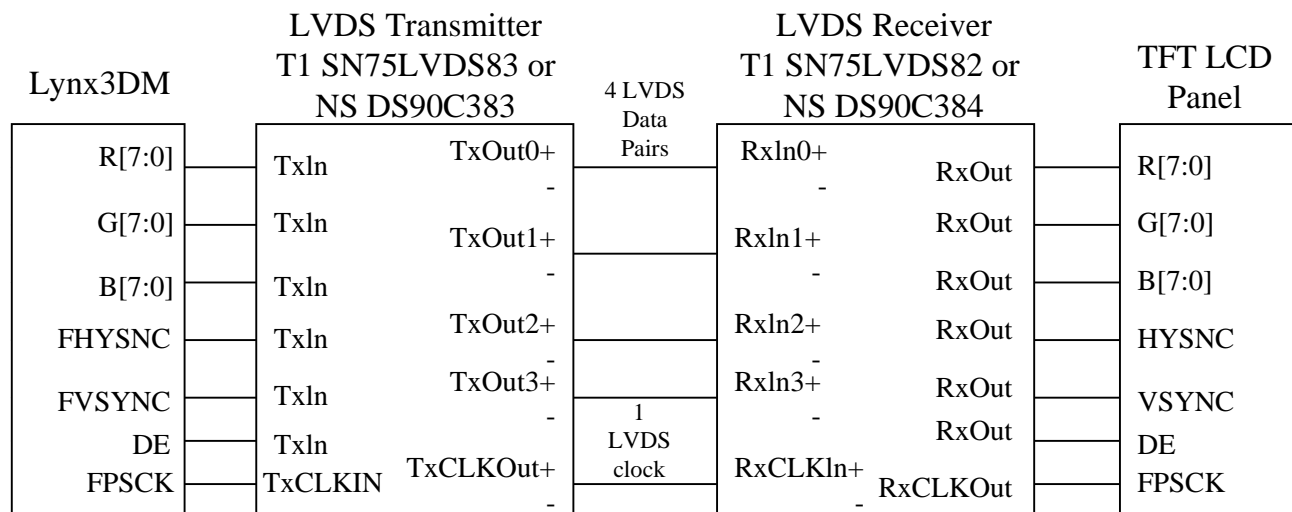 LVDS Transmitter
T1 SN75LVDS83 or
NS DS90C383
LVDS Receiver
T1 SN75LVDS82 or
NS DS90C384
Lynx3DM
TFT LCD
Panel
4 LVDS
Data
Pairs
R[7:0]
G[7:0]
B[7:0]
FHYSNC
FVSYNC
DE
FPSCK
Txln
Txln
Txln
Txln
Txln
Txln
TxCLKIN
TxOut0+
-
TxOut1+
-
TxOut2+
-
TxOut3+
-
TxCLKOut+
-
1
LVDS
clock
Rxln0+
-
Rxln1+
-
Rxln2+
-
Rxln3+
-
RxCLKln+
-
RxOut
RxOut
RxOut
RxOut
RxOut
RxOut
RxCLKOut
R[7:0]
G[7:0]
B[7:0]
HYSNC
VSYNC
DE
FPSCK